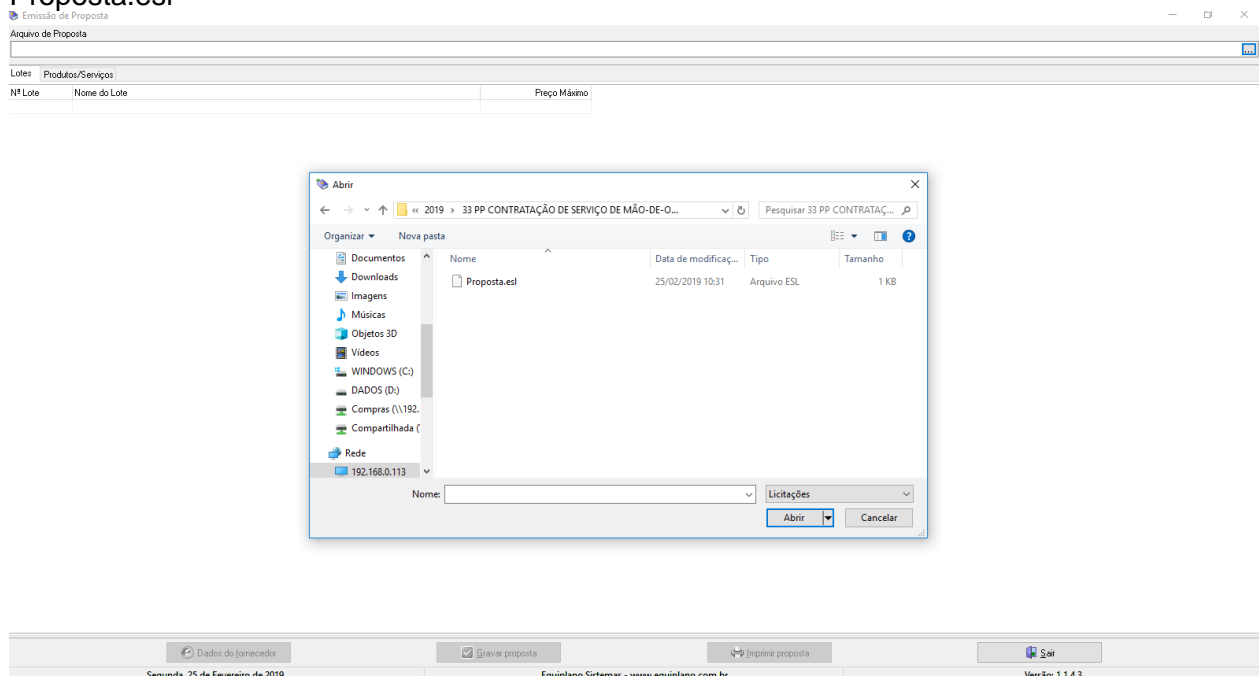 Proposta.esl
Emissão de Proposta
Arquivo de Proposta
...
Lotes Produtos/Serviços
Nº Lote Nome do Lote Preço Máximo
Abrir
« 2019 › 33 PP CONTRATAÇÃO DE SERVIÇO DE MÃO-DE-O... Pesquisar 33 PP CONTRATAÇ...
Organizar Nova pasta
Documentos Nome Data de modificaç... Tipo Tamanho
Downloads Proposta.esl 25/02/2019 10:31 Arquivo ESL 1 KB
Imagens
Músicas
Objetos 3D
Vídeos
WINDOWS (C:)
DADOS (D:)
Compras (\\192.
Compartilhada (
Rede
192.168.0.113
Nome: Licitações
Abrir Cancelar
Dados do fornecedor Gravar proposta Imprimir proposta Sair
Segunda, 25 de Fevereiro de 2019 Equiplano Sistemas - www.equiplano.com.br Versão: 1.1.4.3